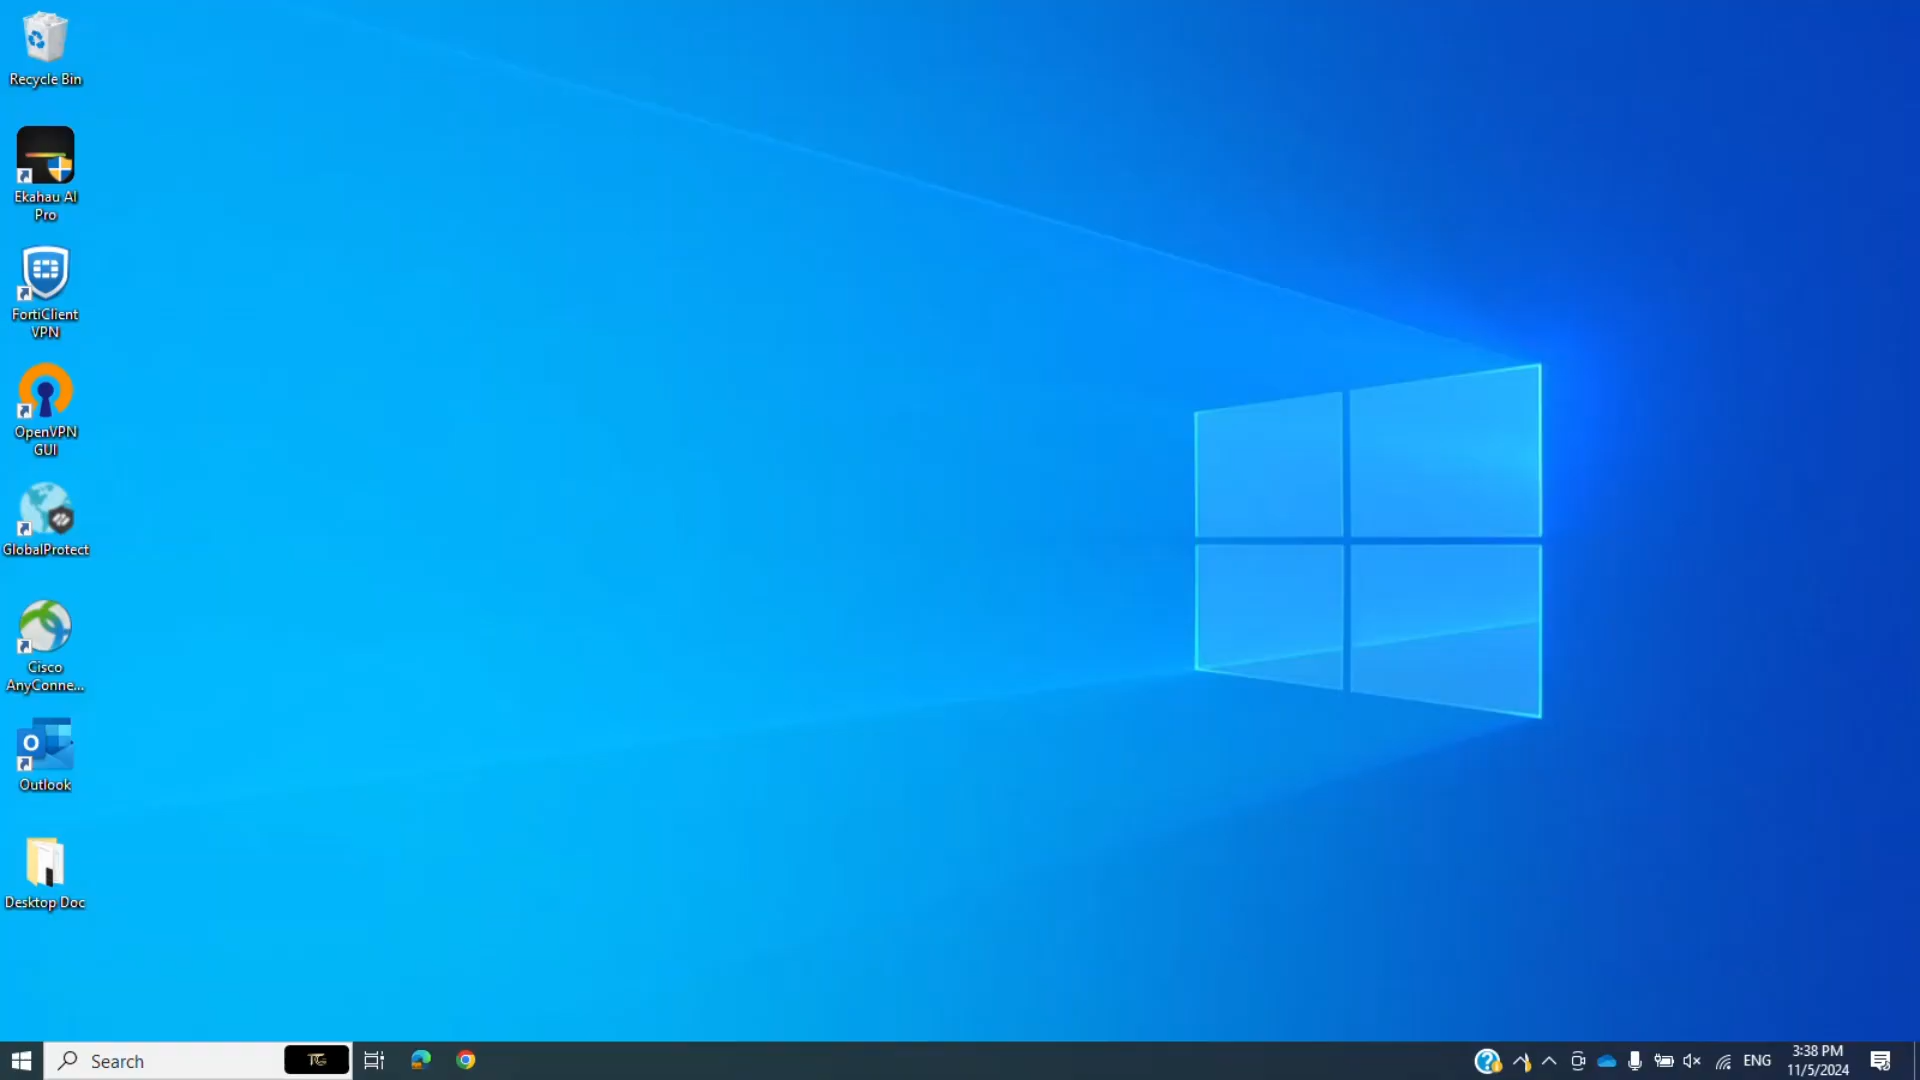 Recycle Bin
Ekahau AI
Pro
FortiClient
VPN
OpenVPN
GUI
GlobalProtect
Cisco
AnyConne...
Outlook
Desktop Doc
Search
ENG
3:38 PM
11/5/2024